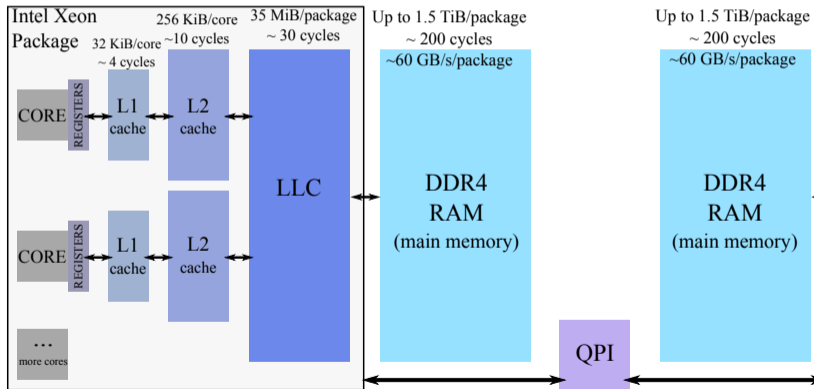 Intel Xeon
Package
32 KiB/core
~ 4 cycles
256 KiB/core
~10 cycles
35 MiB/package
~ 30 cycles
Up to 1.5 TiB/package
~ 200 cycles
~60 GB/s/package
Up to 1.5 TiB/package
~ 200 cycles
~60 GB/s/package
CORE
REGISTERS
L1
cache
L2
cache
LLC
DDR4
RAM
(main memory)
DDR4
RAM
(main memory)
CORE
REGISTERS
L1
cache
L2
cache
...
more cores
QPI